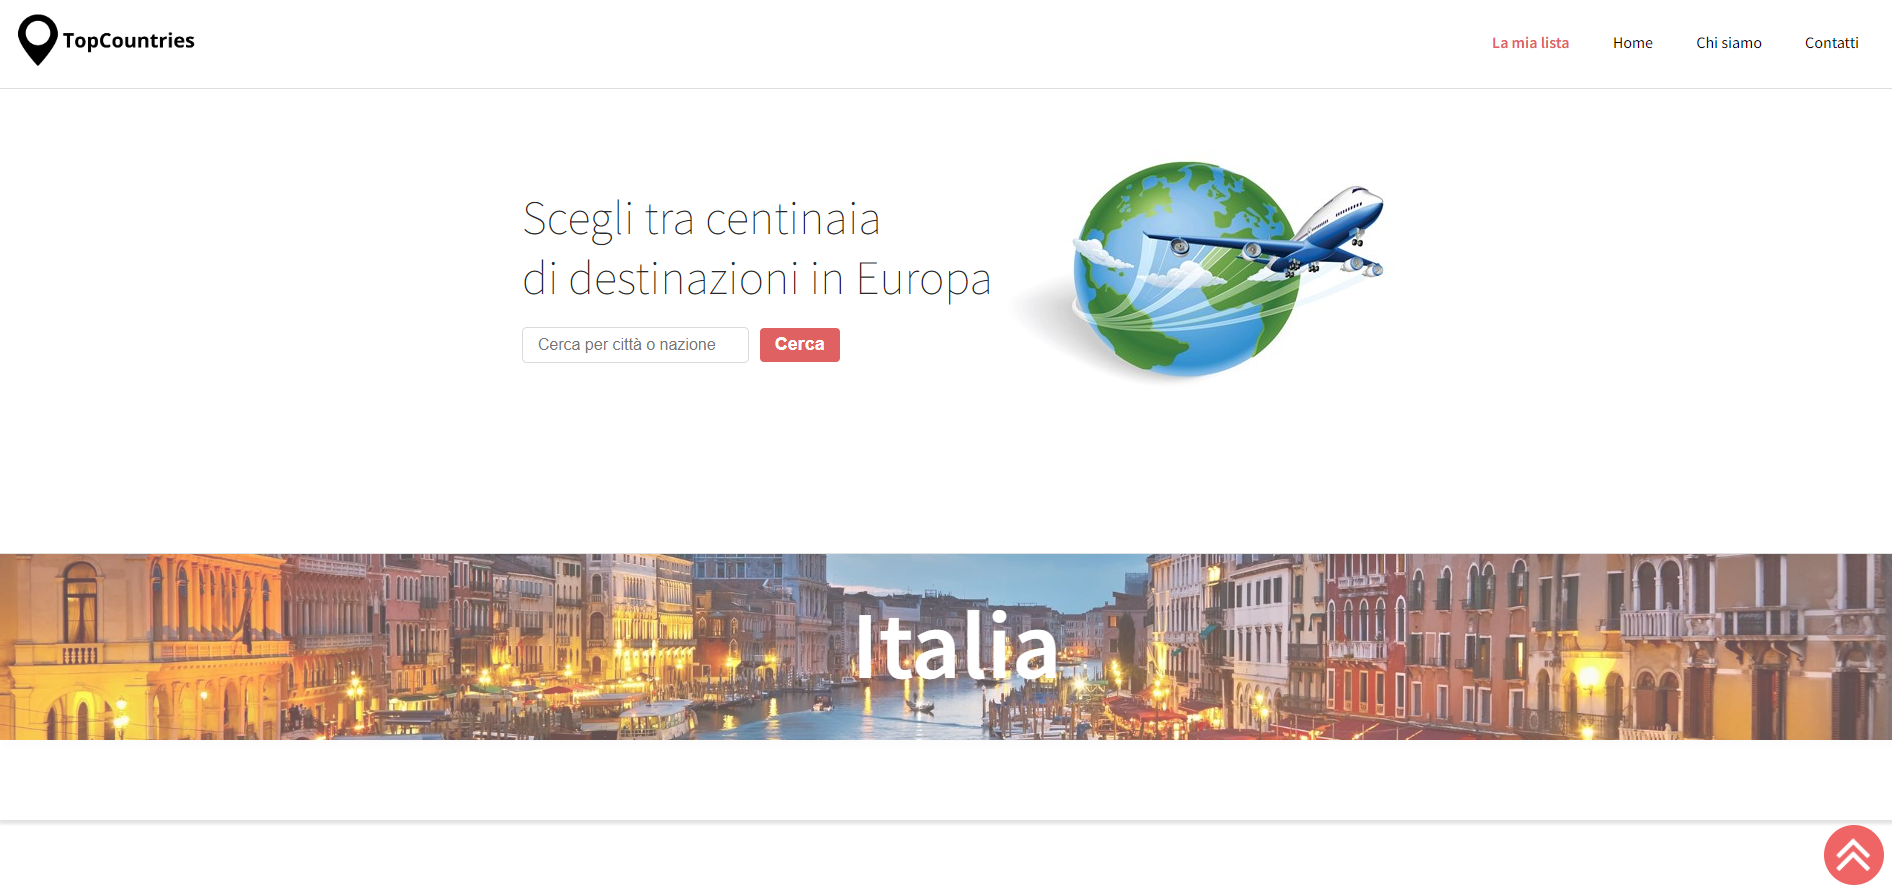 TopCountries
La mia lista
Home
Chi siamo
Contatti
Scegli tra centinaia
di destinazioni in Europa
Cerca per città o nazione
Cerca
Italia